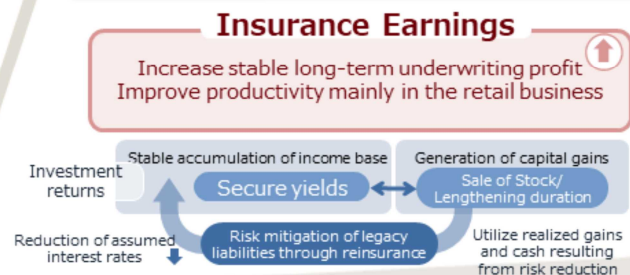 Insurance Earnings
Increase stable long-term underwriting profit
Improve productivity mainly in the retail business
Stable accumulation of income base
Generation of capital gains
Investment
returns
Secure yields
Sale of Stock/
Lengthening duration
Reduction of assumed
interest rates
Risk mitigation of legacy
liabilities through reinsurance
Utilize realized gains
and cash resulting
from risk reduction